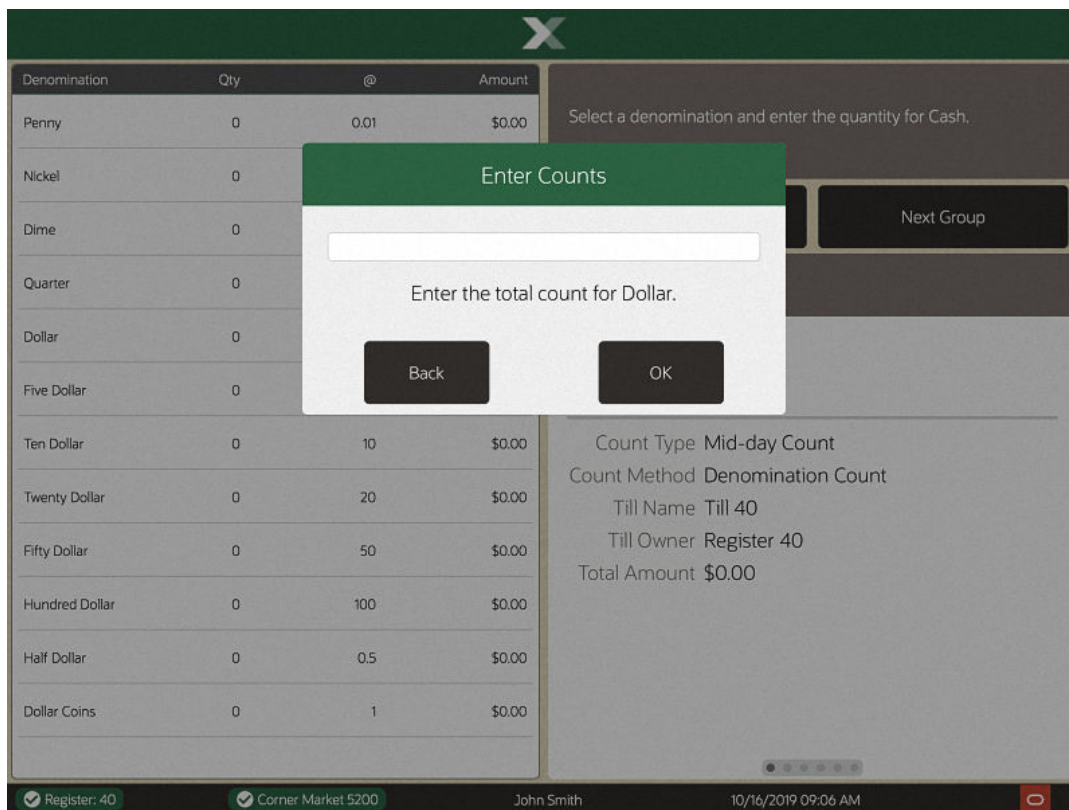 Denomination Qty @ Amount
Penny 0 0.01 $0.00
Nickel 0
Dime 0
Quarter 0
Dollar 0
Five Dollar 0
Ten Dollar 0 10 $0.00
Twenty Dollar 0 20 $0.00
Fifty Dollar 0 50 $0.00
Hundred Dollar 0 100 $0.00
Half Dollar 0 0.5 $0.00
Dollar Coins 0 1 $0.00
Select a denomination and enter the quantity for Cash.
Next Group
Enter Counts
Enter the total count for Dollar.
Back OK
Count Type Mid-day Count
Count Method Denomination Count
Till Name Till 40
Till Owner Register 40
Total Amount $0.00
Register: 40 Corner Market 5200 John Smith 10/16/2019 09:06 AM